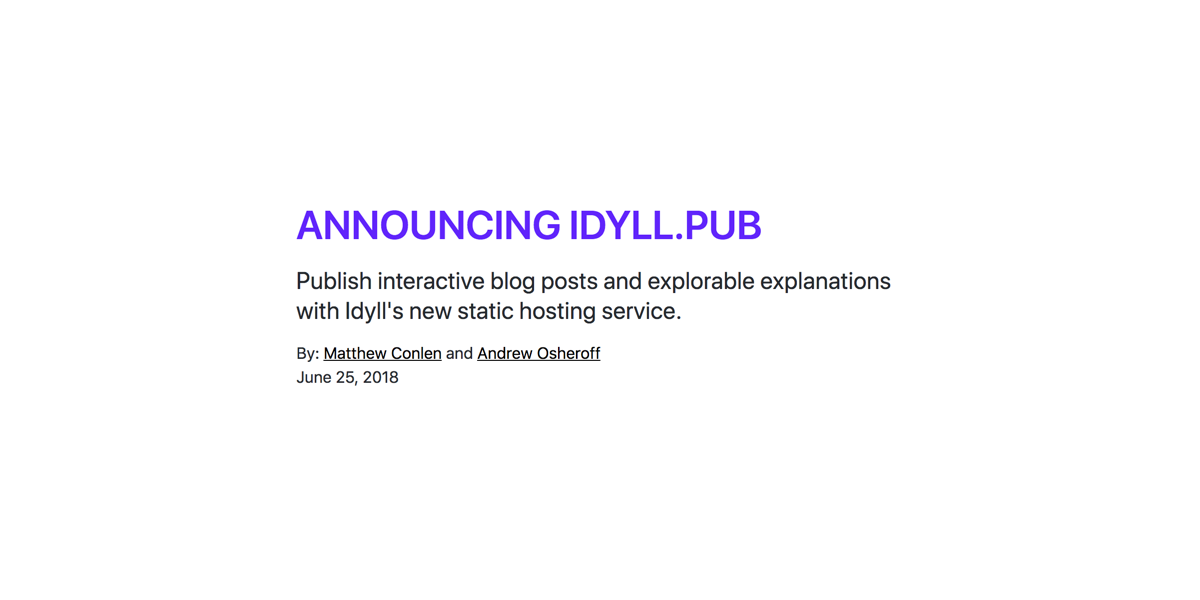 ANNOUNCING IDYLL.PUB
Publish interactive blog posts and explorable explanations
with Idyll's new static hosting service.
By: Matthew Conlen and Andrew Osheroff
June 25, 2018